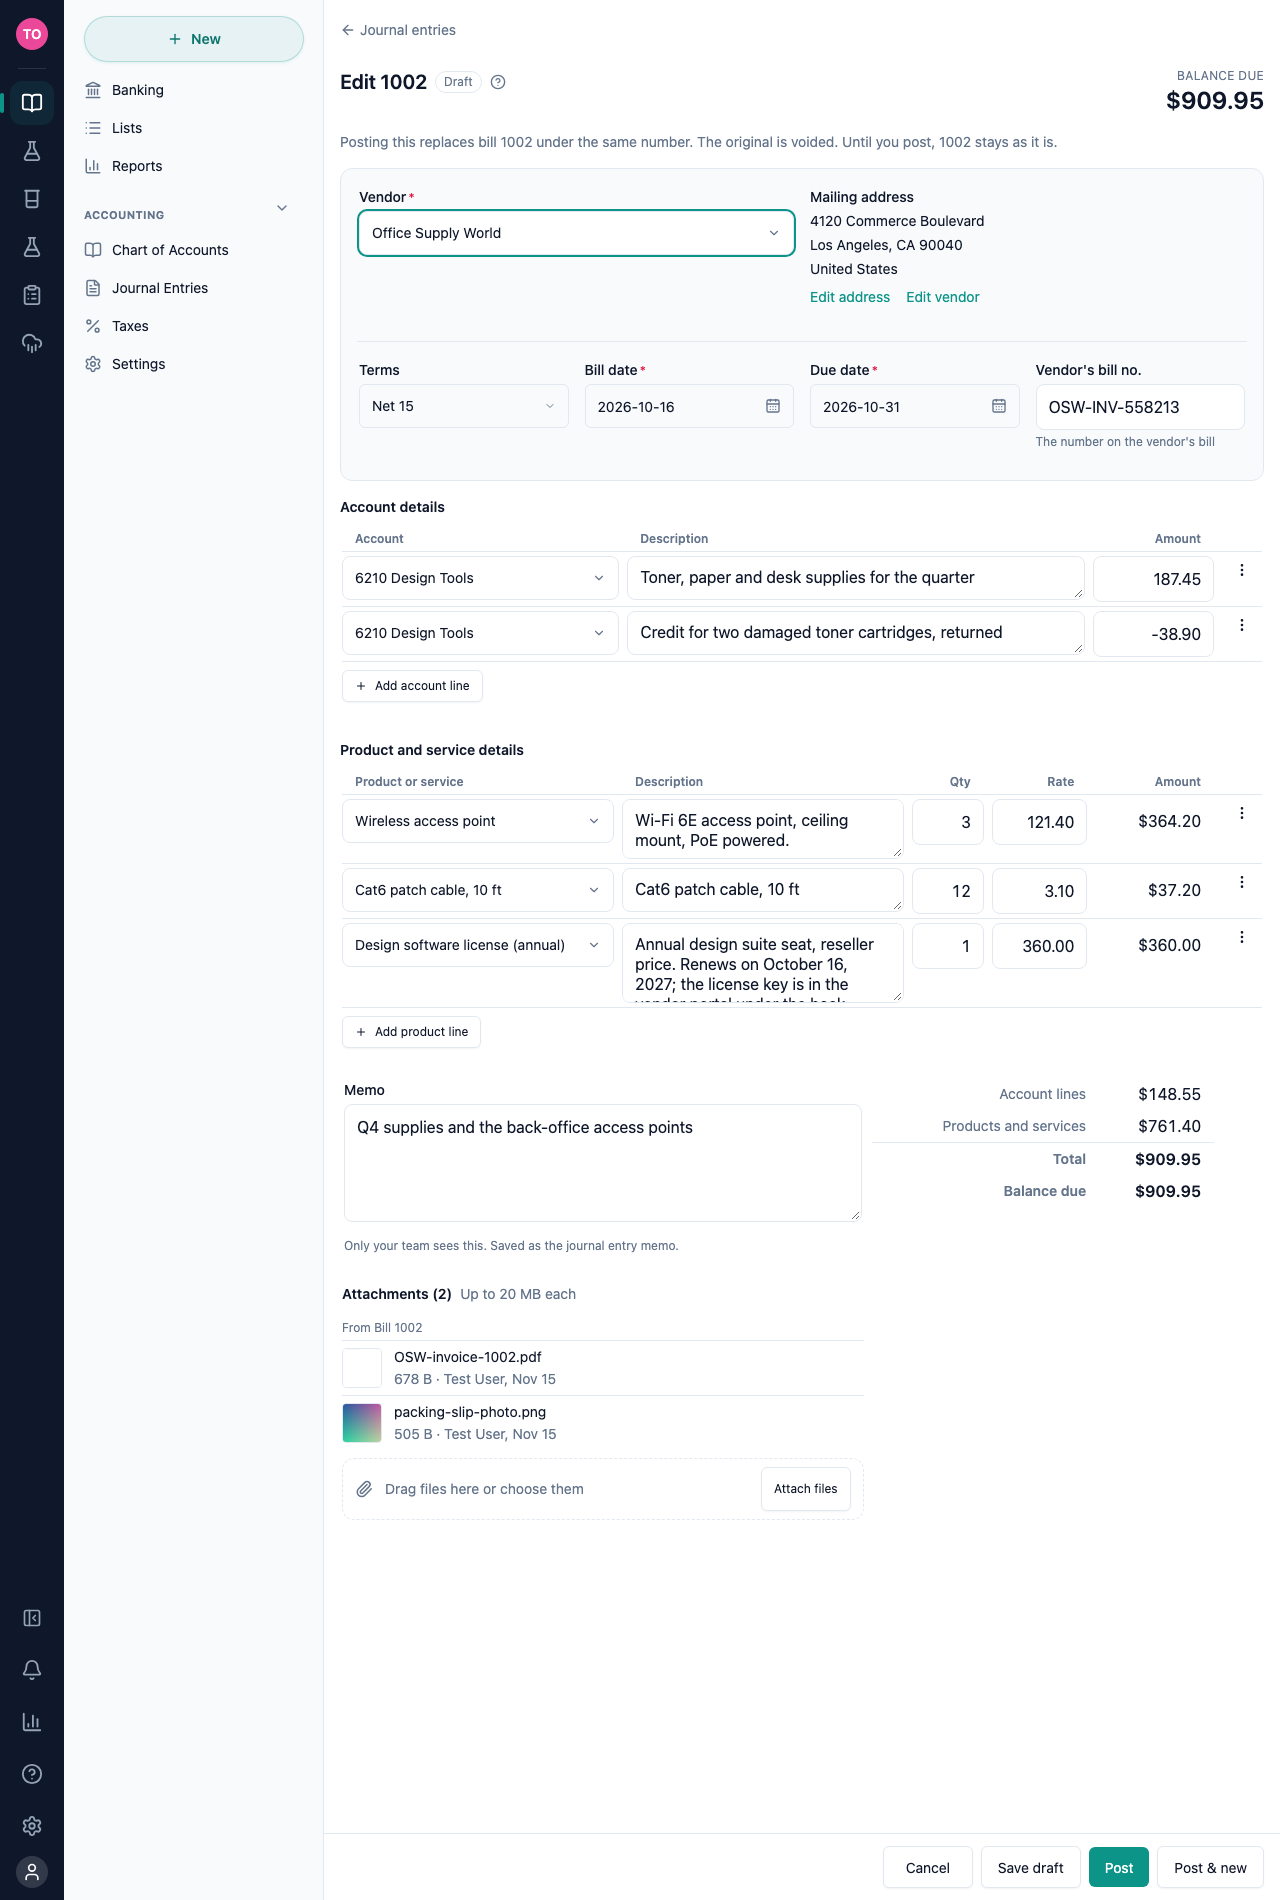 TO
New
Banking
Lists
Reports
ACCOUNTING
Chart of Accounts
Journal Entries
Taxes
Settings
Journal entries
Edit 1002
Draft
BALANCE DUE
$909.95
Posting this replaces bill 1002 under the same number. The original is voided. Until you post, 1002 stays as it is.
Vendor*
Office Supply World
Mailing address
4120 Commerce Boulevard
Los Angeles, CA 90040
United States
Edit address Edit vendor
Terms
Net 15
Bill date*
2026-10-16
Due date*
2026-10-31
Vendor's bill no.
OSW-INV-558213
The number on the vendor's bill
Account details
Account Description Amount
6210 Design Tools Toner, paper and desk supplies for the quarter 187.45
6210 Design Tools Credit for two damaged toner cartridges, returned -38.90
Add account line
Product and service details
Product or service Description Qty Rate Amount
Wireless access point
Wi-Fi 6E access point, ceiling
mount, PoE powered.
3 121.40 $364.20
Cat6 patch cable, 10 ft Cat6 patch cable, 10 ft 12 3.10 $37.20
Design software license (annual)
Annual design suite seat, reseller
price. Renews on October 16,
2027; the license key is in the
1 360.00 $360.00
Add product line
Memo
Q4 supplies and the back-office access points
Only your team sees this. Saved as the journal entry memo.
Account lines $148.55
Products and services $761.40
Total $909.95
Balance due $909.95
Attachments (2) Up to 20 MB each
From Bill 1002
OSW-invoice-1002.pdf
678 B · Test User, Nov 15
packing-slip-photo.png
505 B · Test User, Nov 15
Drag files here or choose them
Attach files
Cancel
Save draft
Post
Post & new